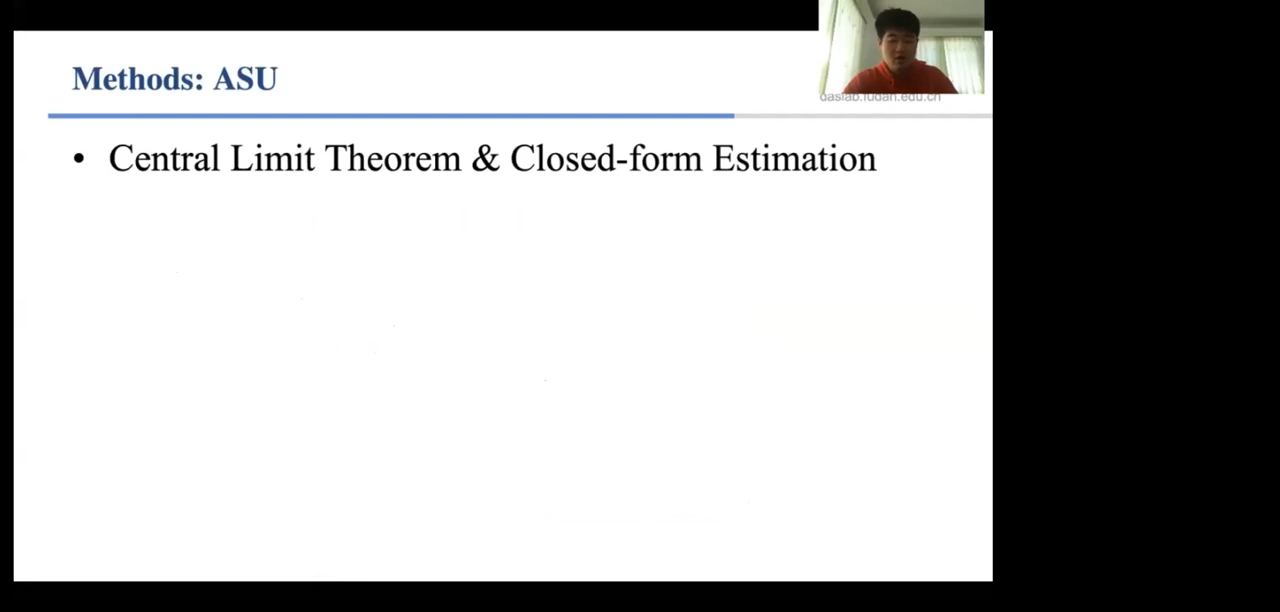 Methods: ASU
daslab.fudan.edu.cn
• Central Limit Theorem & Closed-form Estimation